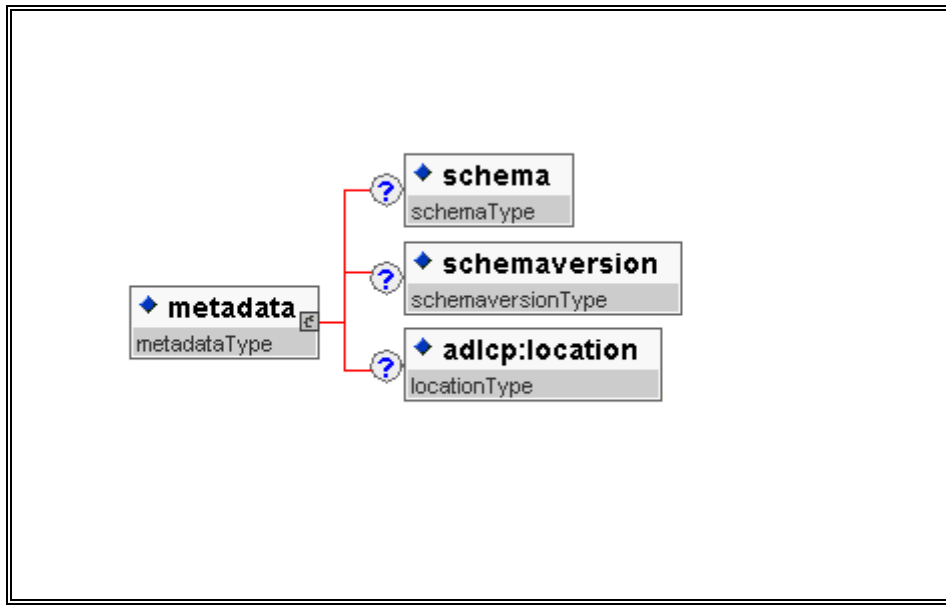 schema
schemaType
?
schemaversion
schemaversionType
?
metadata
metadataType
adlcp:location
locationType
?